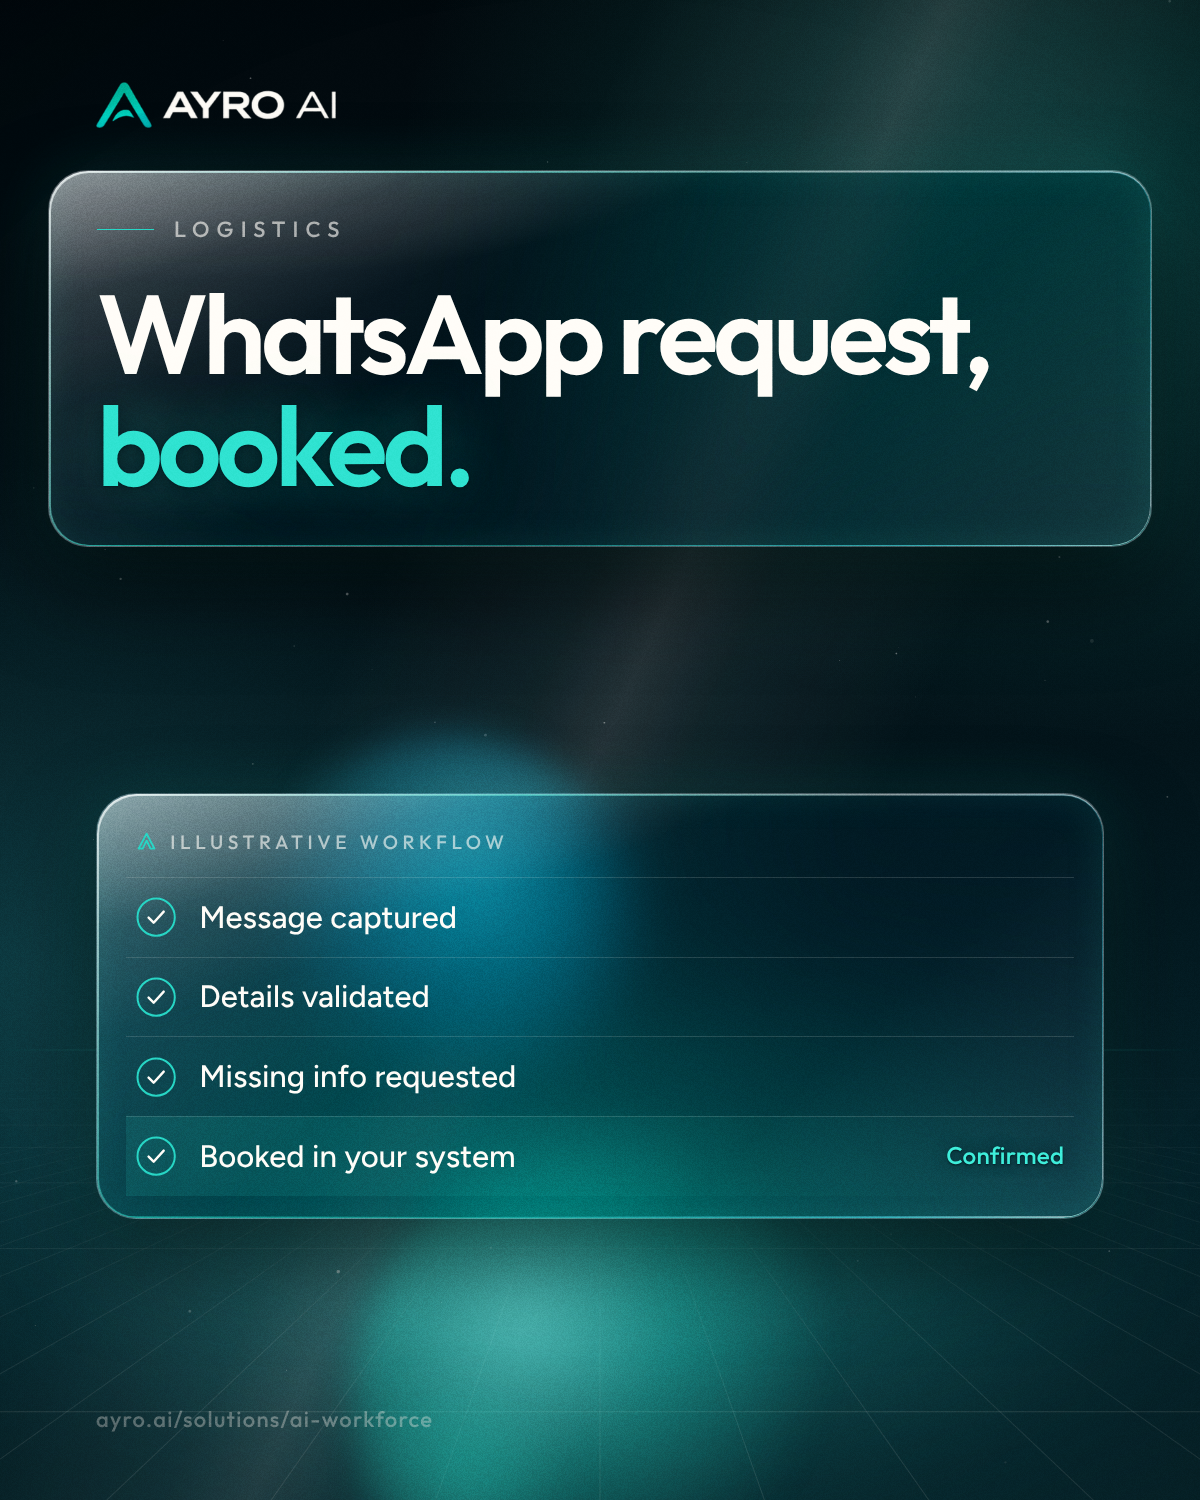 AYRO AI
LOGISTICS
WhatsApp request,
booked.
ILLUSTRATIVE WORKFLOW
Message captured
Details validated
Missing info requested
Booked in your system
Confirmed
ayro.ai/solutions/ai-workforce